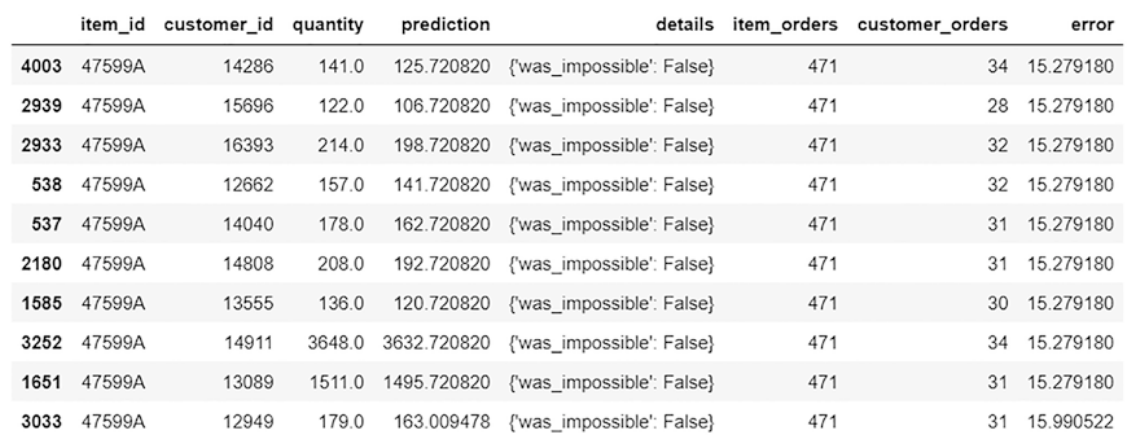 item_id customer_id quantity prediction details item_orders customer_orders error
4003 47599A 14286 141.0 125.720820 {'was_impossible': False} 471 34 15.279180
2939 47599A 15696 122.0 106.720820 {'was_impossible': False} 471 28 15.279180
2933 47599A 16393 214.0 198.720820 {'was_impossible': False} 471 32 15.279180
538 47599A 12662 157.0 141.720820 {'was_impossible': False} 471 32 15.279180
537 47599A 14040 178.0 162.720820 {'was_impossible': False} 471 31 15.279180
2180 47599A 14808 208.0 192.720820 {'was_impossible': False} 471 31 15.279180
1585 47599A 13555 136.0 120.720820 {'was_impossible': False} 471 30 15.279180
3252 47599A 14911 3648.0 3632.720820 {'was_impossible': False} 471 34 15.279180
1651 47599A 13089 1511.0 1495.720820 {'was_impossible': False} 471 31 15.279180
3033 47599A 12949 179.0 163.009478 {'was_impossible': False} 471 31 15.990522